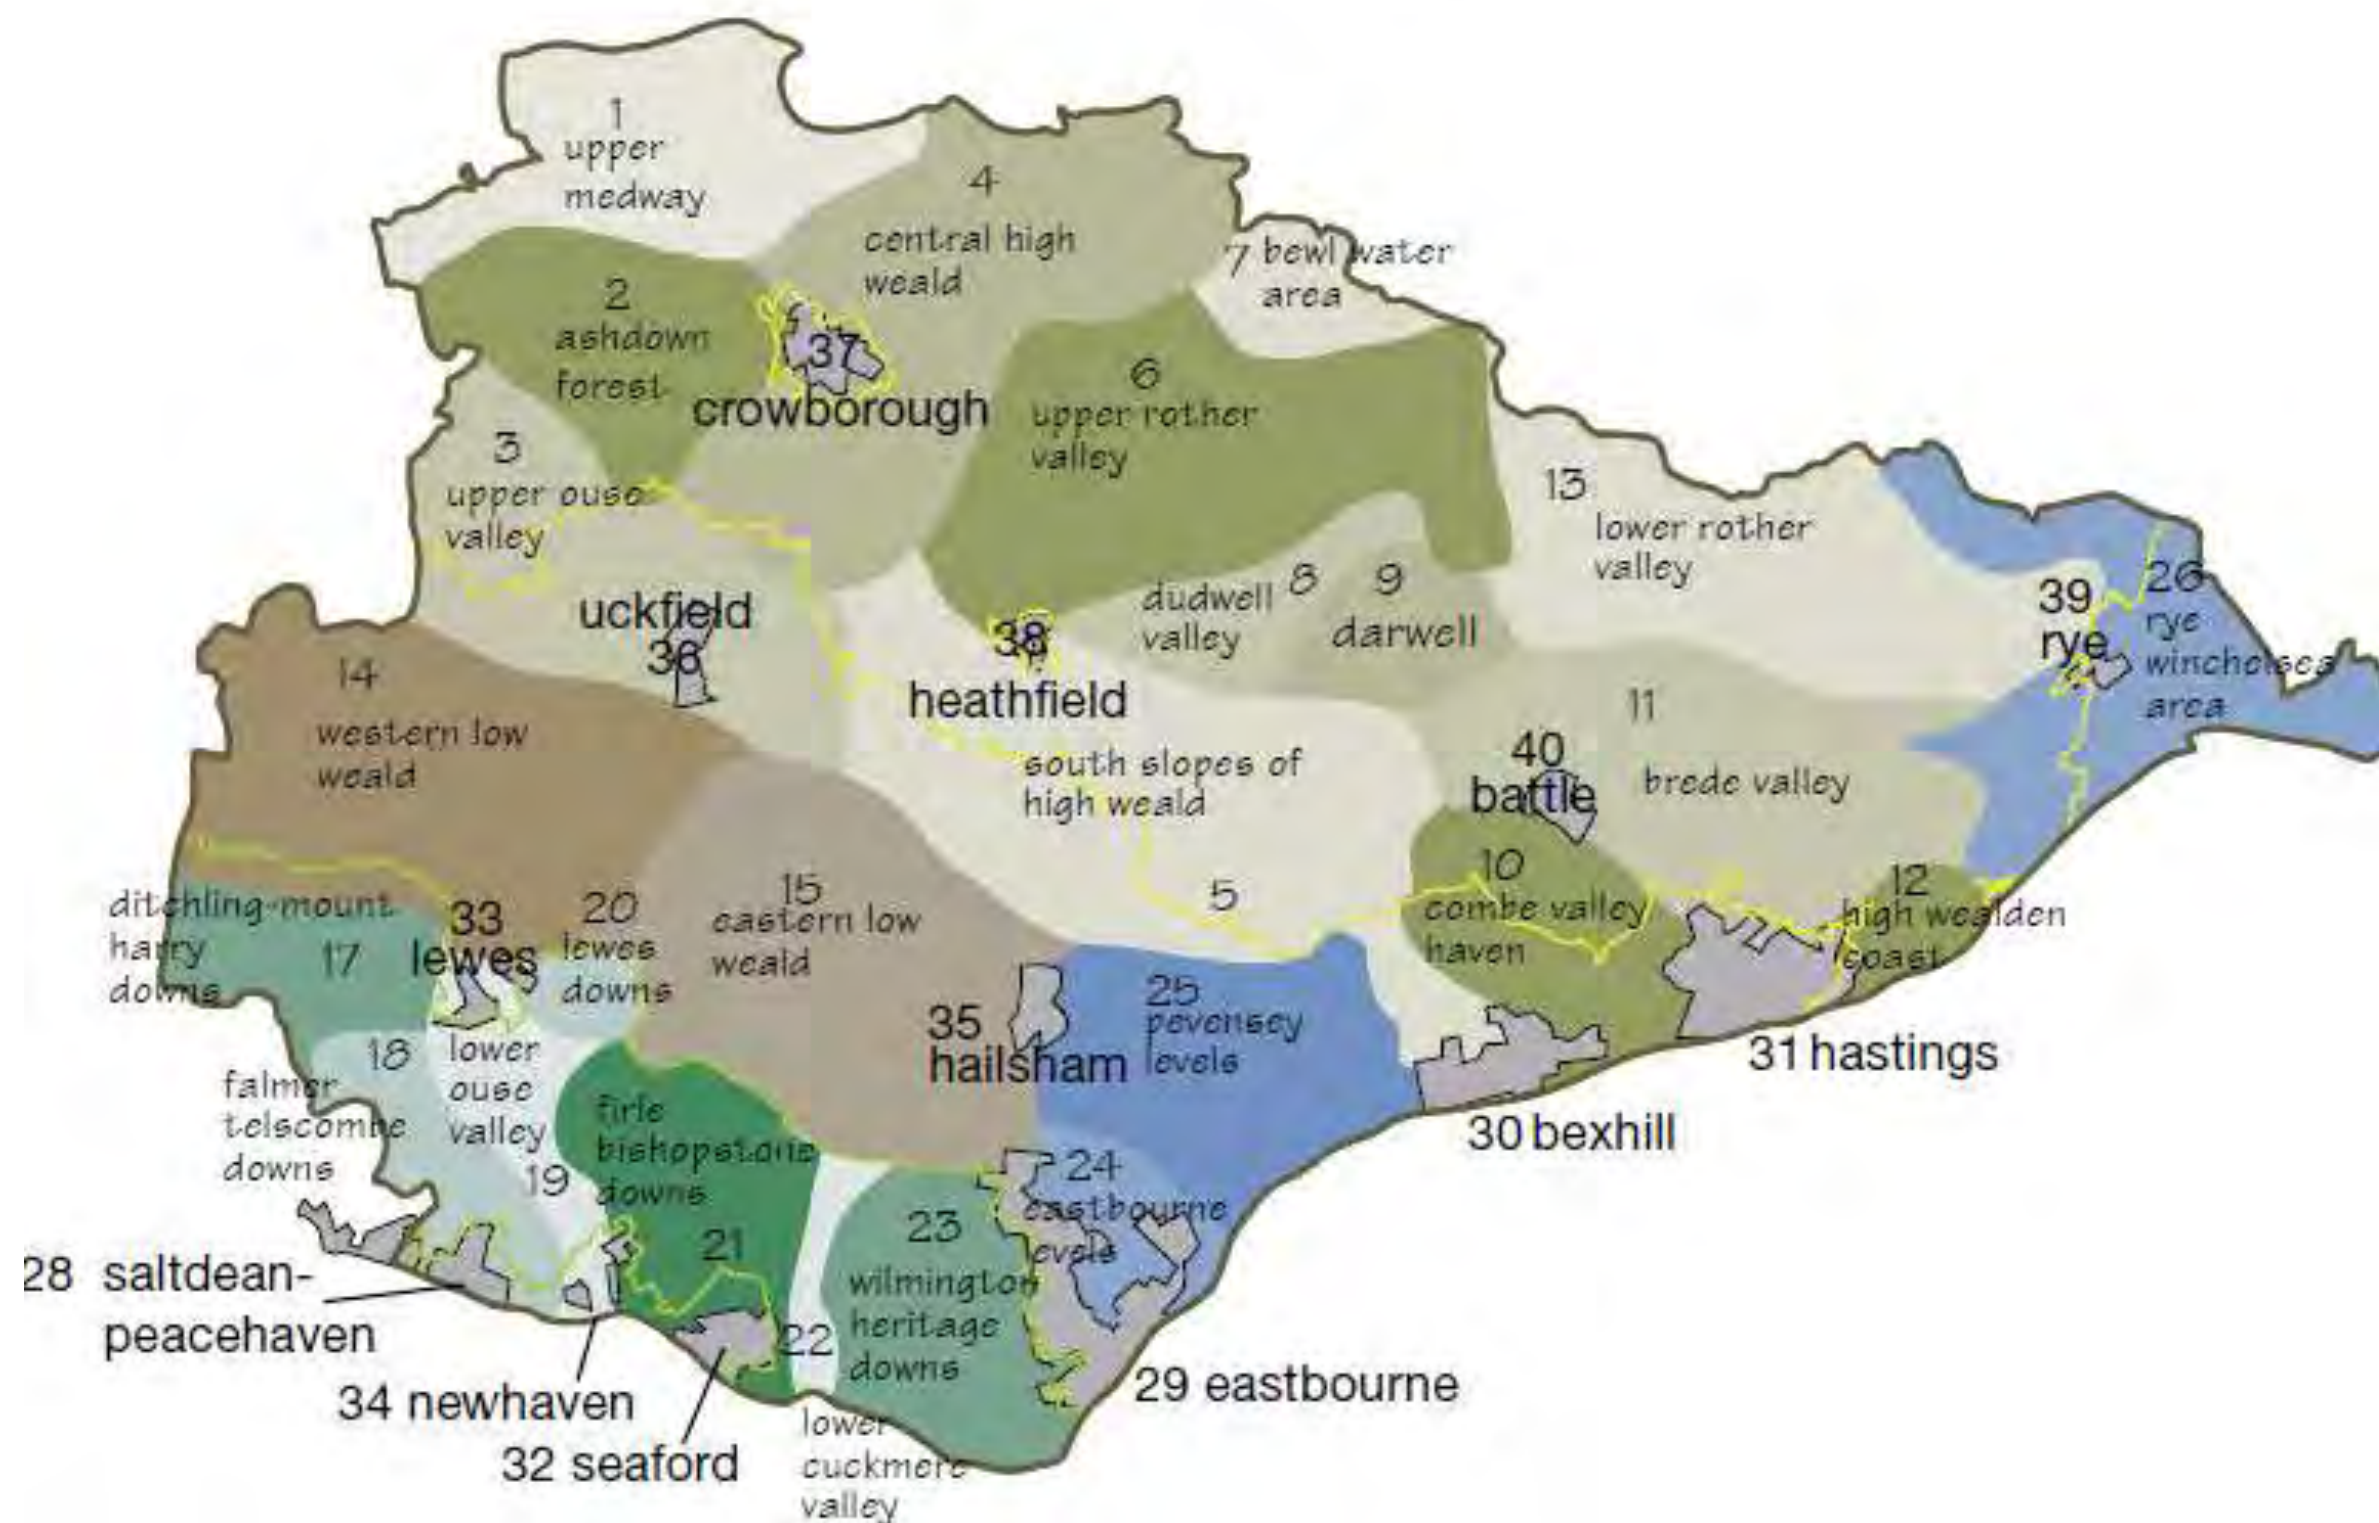 1
upper
medway
4
central high
weald
7 bewl water
area
2
ashdown
forest
37
crowborough
6
upper rother
valley
3
upper ouse
valley
13
lower rother
valley
uckfield
36
38
heathfield
dudwell 8
valley
9
darwell
39
rye
26
rye
winchelsea
area
14
western low
weald
south slopes of
high weald
5
11
brede valley
40
battle
10
combe valley
haven
12
high wealden
coast
ditchling-mount
harry 17
downs
33
lewes
20
lewes
downs
15
eastern low
weald
35
hailsham
25
pevensey
levels
18
falmer
telscombe
downs
lower
ouse
valley
19
firle
bishopstone
downs
21
23
wilmington
heritage
downs
24
eastbourne
levels
31 hastings
30 bexhill
28 saltdean-
peacehaven
34 newhaven
32 seaford
22
lower
cuckmere
valley
29 eastbourne